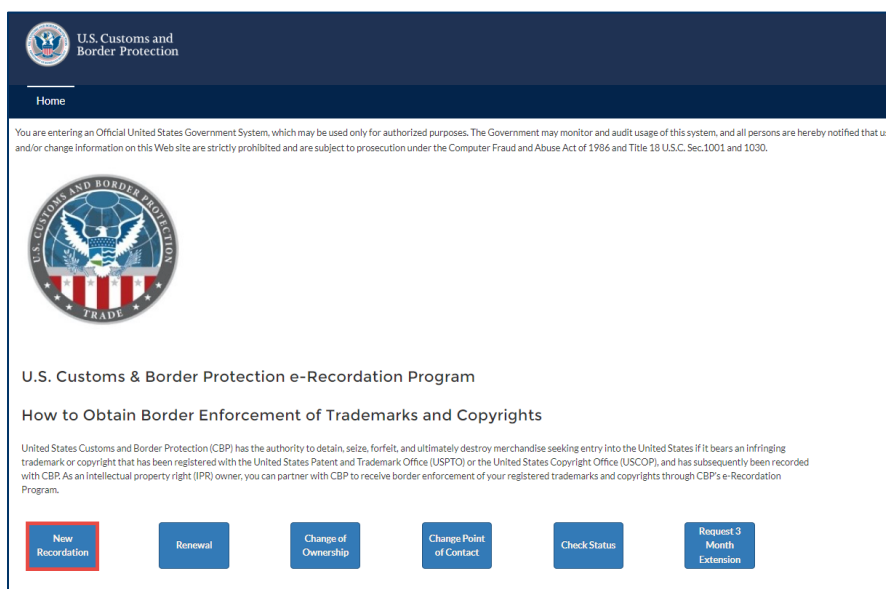 U.S. Customs and
Border Protection
Home
You are entering an Official United States Government System, which may be used only for authorized purposes. The Government may monitor and audit usage of this system, and all persons are hereby notified that
and/or change information on this Web site are strictly prohibited and are subject to prosecution under the Computer Fraud and Abuse Act of 1986 and Title 18 U.S.C. Sec.1001 and 1030.
U.S. CUSTOMS AND BORDER PROTECTION
TRADE
U.S. Customs & Border Protection e-Recordation Program
How to Obtain Border Enforcement of Trademarks and Copyrights
United States Customs and Border Protection (CBP) has the authority to detain, seize, forfeit, and ultimately destroy merchandise seeking entry into the United States if it bears an infringing
trademark or copyright that has been registered with the United States Patent and Trademark Office (USPTO) or the United States Copyright Office (USCOP), and has subsequently been recorded
with CBP. As an intellectual property right (IPR) owner, you can partner with CBP to receive border enforcement of your registered trademarks and copyrights through CBP's e-Recordation
Program.
New
Recordation
Renewal
Change of
Ownership
Change Point
of Contact
Check Status
Request 3
Month
Extension